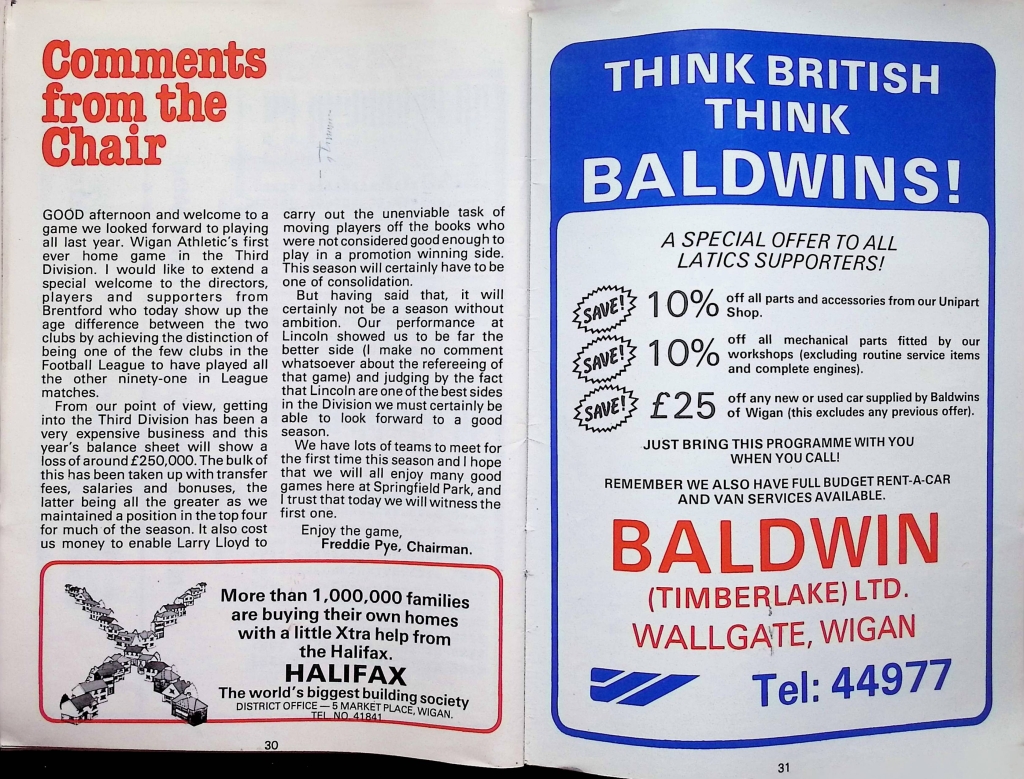 Comments
from the
Chair
GOOD afternoon and welcome to a
game we looked forward to playing
all last year. Wigan Athletic's first
ever home game in the Third
Division. I would like to extend a
special welcome to the directors,
players and supporters from
Brentford who today show up the
age difference between the two
clubs by achieving the distinction of
being one of the few clubs in the
Football League to have played all
the other ninety-one in League
matches.
From our point of view, getting
into the Third Division has been a
very expensive business and this
year's balance sheet will show a
loss of around £250,000. The bulk of
this has been taken up with transfer
fees, salaries and bonuses, the
latter being all the greater as we
maintained a position in the top four
for much of the season. It also cost
us money to enable Larry Lloyd to
carry out the unenviable task of
moving players off the books who
were not considered good enough to
play in a promotion winning side.
This season will certainly have to be
one of consolidation.
But having said that, it will
certainly not be a season without
ambition. Our performance at
Lincoln showed us to be far the
better side (I make no comment
whatsoever about the refereeing of
that game) and judging by the fact
that Lincoln are one of the best sides
in the Division we must certainly be
able to look forward to a good
season.
We have lots of teams to meet for
the first time this season and I hope
that we will all enjoy many good
games here at Springfield Park, and
I trust that today we will witness the
first one.
Enjoy the game,
Freddie Pye, Chairman.
More than 1,000,000 families
are buying their own homes
with a little Xtra help from
the Halifax.
HALIFAX
The world's biggest building society
DISTRICT OFFICE — 5 MARKET PLACE, WIGAN.
TEL. NO. 41841
30
THINK BRITISH
THINK
BALDWINS!
A SPECIAL OFFER TO ALL
LATICS SUPPORTERS!
SAVE! 10% off all parts and accessories from our Unipart
Shop.
SAVE! 10% off all mechanical parts fitted by our
workshops (excluding routine service items
and complete engines).
SAVE! £25 off any new or used car supplied by Baldwins
of Wigan (this excludes any previous offer).
JUST BRING THIS PROGRAMME WITH YOU
WHEN YOU CALL!
REMEMBER WE ALSO HAVE FULL BUDGET RENT-A-CAR
AND VAN SERVICES AVAILABLE.
BALDWIN
(TIMBERLAKE) LTD.
WALLGATE, WIGAN
Tel: 44977
31